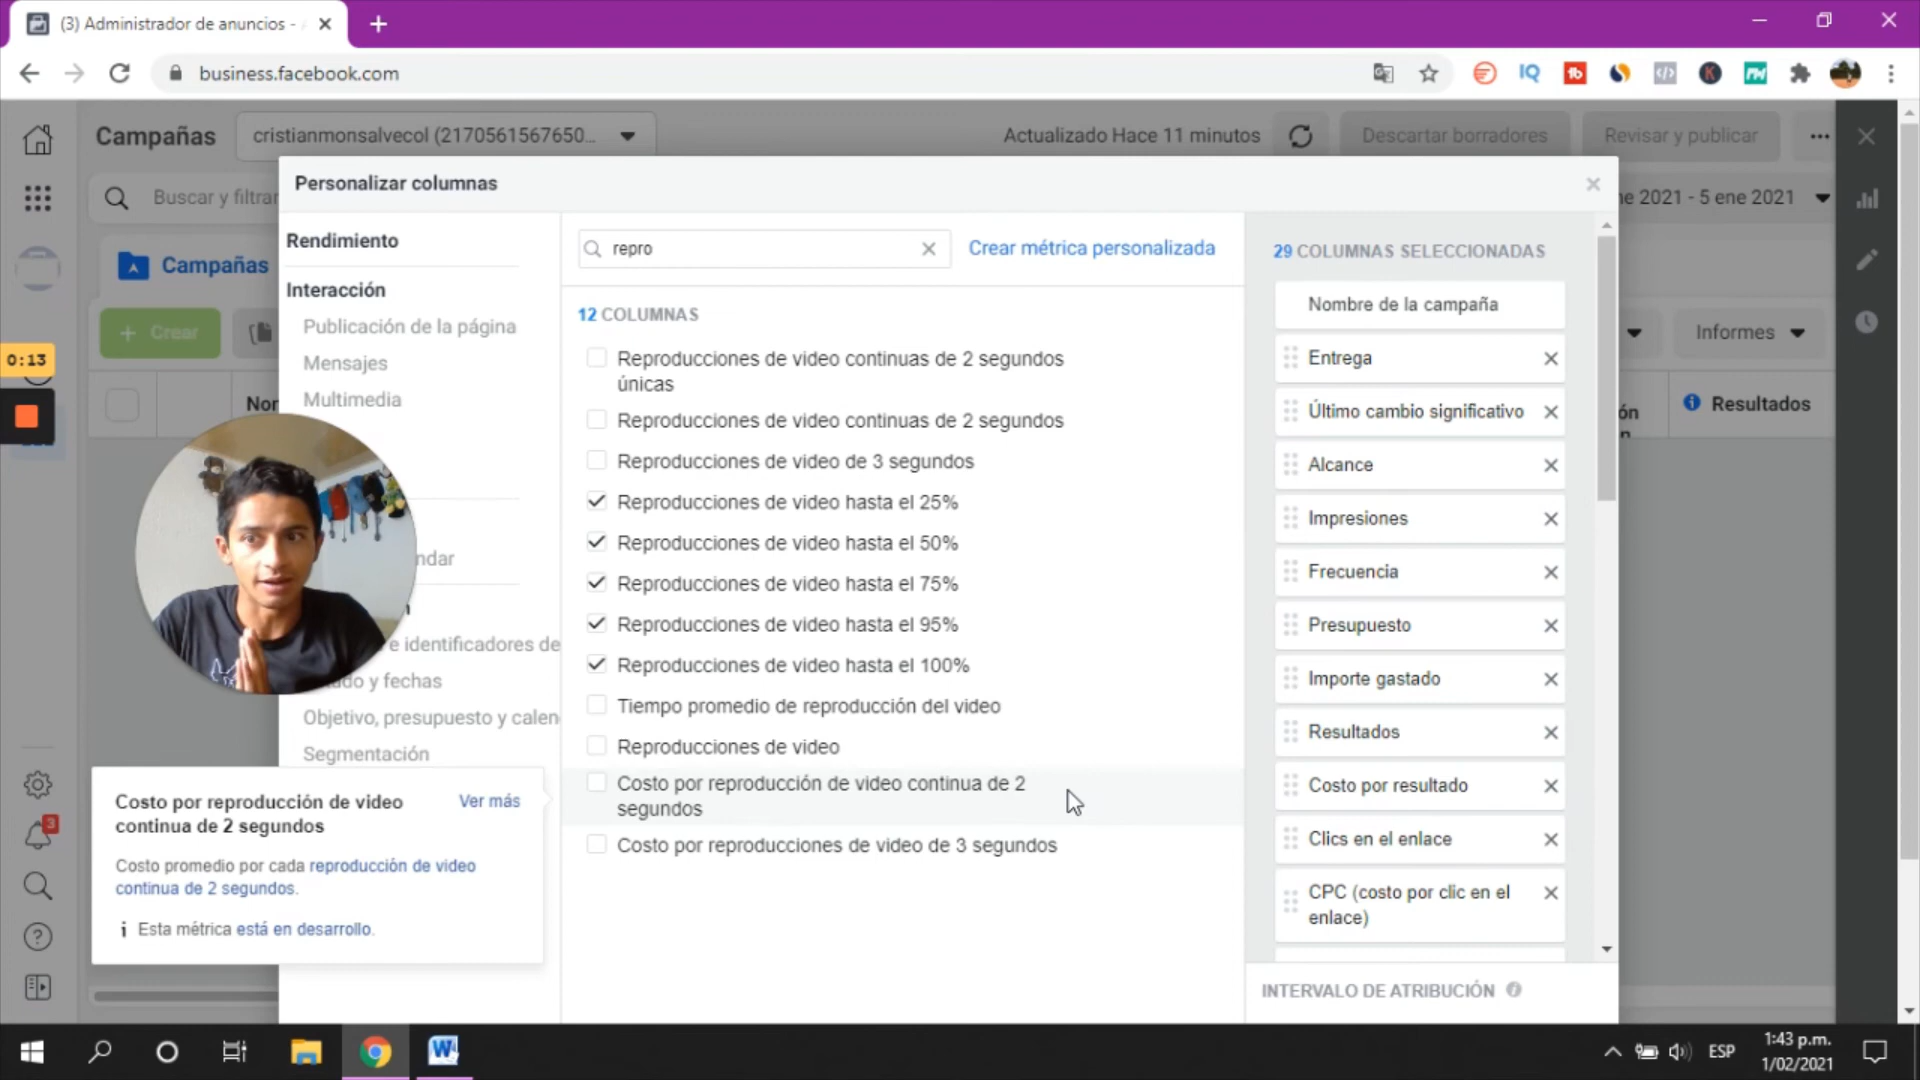 (3) Administrador de anuncios -
business.facebook.com
Campañas
cristianmonsalvecol (2170561567650...
Actualizado Hace 11 minutos
Descartar borradores
Revisar y publicar
Buscar y filtrar
ne 2021 - 5 ene 2021
Campañas
+ Crear
Informes
Nor
ón
Resultados
0:13
Personalizar columnas
Rendimiento
Interacción
Publicación de la página
Mensajes
Multimedia
ndar
e identificadores de
do y fechas
Objetivo, presupuesto y calen
Segmentación
repro
Crear métrica personalizada
12 COLUMNAS
Reproducciones de video continuas de 2 segundos
únicas
Reproducciones de video continuas de 2 segundos
Reproducciones de video de 3 segundos
Reproducciones de video hasta el 25%
Reproducciones de video hasta el 50%
Reproducciones de video hasta el 75%
Reproducciones de video hasta el 95%
Reproducciones de video hasta el 100%
Tiempo promedio de reproducción del video
Reproducciones de video
Costo por reproducción de video continua de 2
segundos
Costo por reproducciones de video de 3 segundos
29 COLUMNAS SELECCIONADAS
Nombre de la campaña
Entrega
Último cambio significativo
Alcance
Impresiones
Frecuencia
Presupuesto
Importe gastado
Resultados
Costo por resultado
Clics en el enlace
CPC (costo por clic en el
enlace)
INTERVALO DE ATRIBUCIÓN
Costo por reproducción de video
continua de 2 segundos
Ver más
Costo promedio por cada reproducción de video
continua de 2 segundos.
Esta métrica está en desarrollo.
3
ESP
1:43 p.m.
1/02/2021